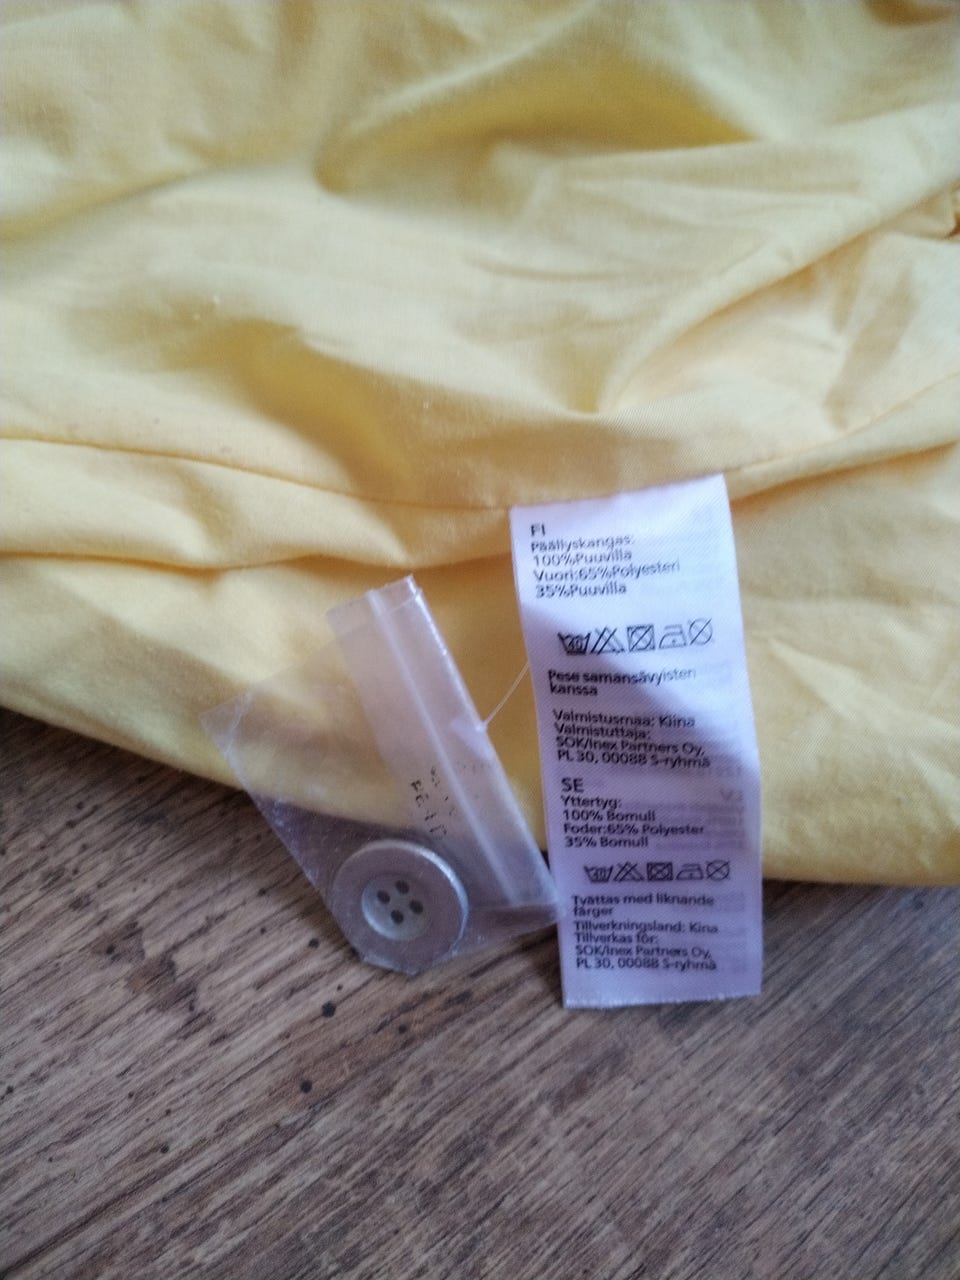 FI
Päällyskangas:
100%Puuvilla
Vuori:65%Polyesteri
35%Puuvilla
Pese samansävyisten
kanssa
Valmistusmaa: Kiina
Valmistuttaja:
SOK/Inex Partners Oy,
PL 30, 00088 S-ryhmä
SE
Yttertyg:
100% Bomull
Foder:65% Polyester
35% Bomull
Tvättas med liknande
färger
Tillverkningsland: Kina
Tillverkas för:
SOK/Inex Partners Oy,
PL 30, 00088 S-ryhmä